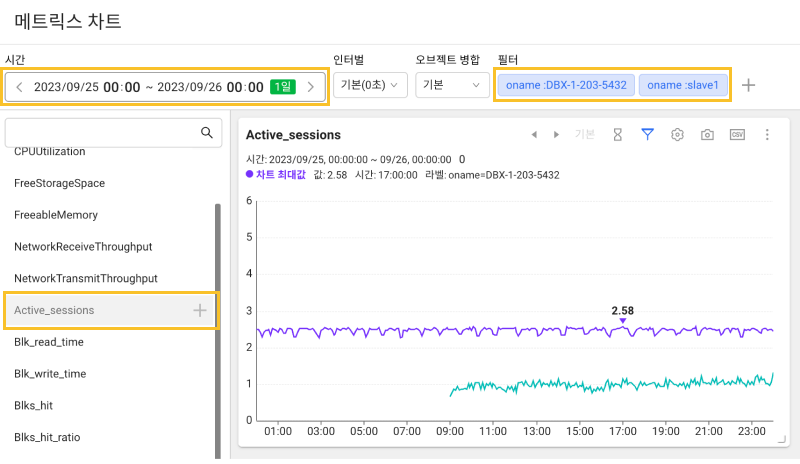 메트릭스 차트
시간 인터벌 오브젝트 병합 필터
2023/09/25 00:00 ~ 2023/09/26 00:00 1일 기본(0초) 기본 oname :DBX-1-203-5432 oname :slave1
CPUUtilization
FreeStorageSpace
FreeableMemory
NetworkReceiveThroughput
NetworkTransmitThroughput
Active_sessions
Blk_read_time
Blk_write_time
Blks_hit
Blks_hit_ratio
Active_sessions 기본 CSV
시간: 2023/09/25, 00:00:00 ~ 09/26, 00:00:00 0
차트 최대값 값: 2.58 시간: 17:00:00 라벨: oname=DBX-1-203-5432
6
5
4
3
2
1
0
2.58
01:00 03:00 05:00 07:00 09:00 11:00 13:00 15:00 17:00 19:00 21:00 23:00